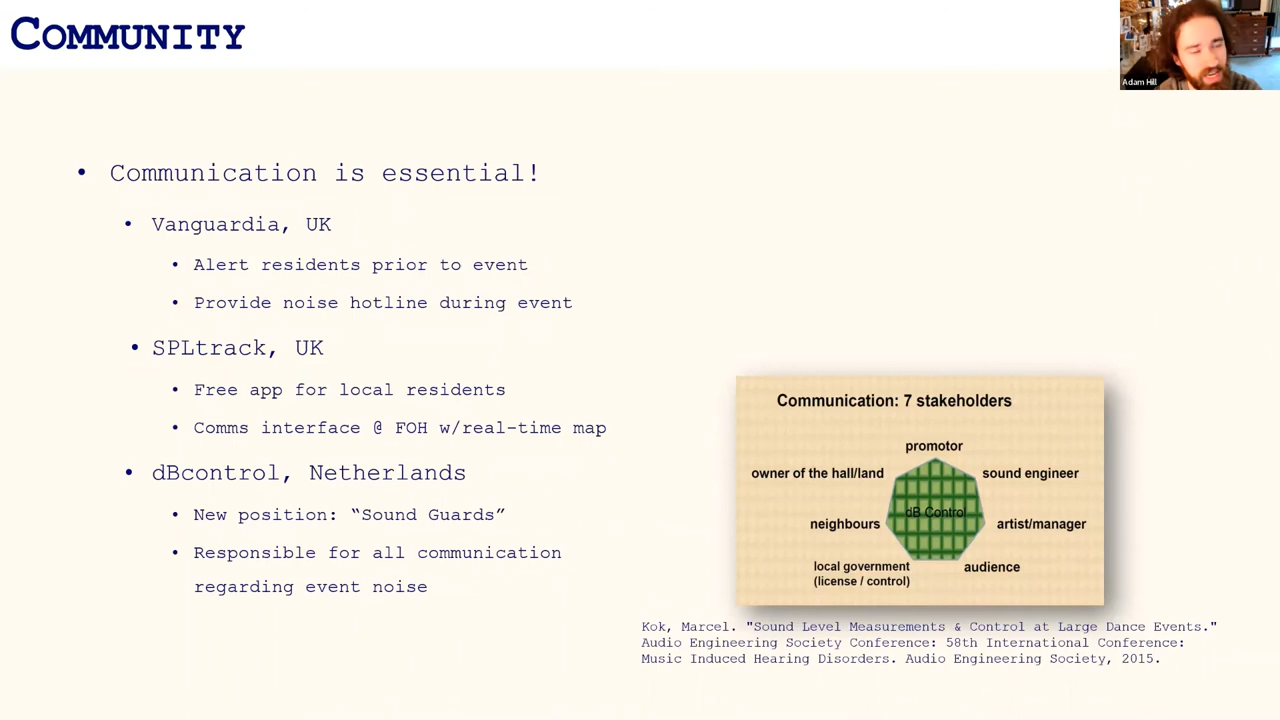 COMMUNITY
Adam Hill
• Communication is essential!
• Vanguardia, UK
• Alert residents prior to event
• Provide noise hotline during event
• SPLtrack, UK
• Free app for local residents
• Comms interface @ FOH w/real-time map
• dBcontrol, Netherlands
• New position: “Sound Guards”
• Responsible for all communication
regarding event noise
Communication: 7 stakeholders
promotor
owner of the hall/land
sound engineer
dB Control
neighbours
artist/manager
local government
(license / control)
audience
Kok, Marcel. "Sound Level Measurements & Control at Large Dance Events."
Audio Engineering Society Conference: 58th International Conference:
Music Induced Hearing Disorders. Audio Engineering Society, 2015.